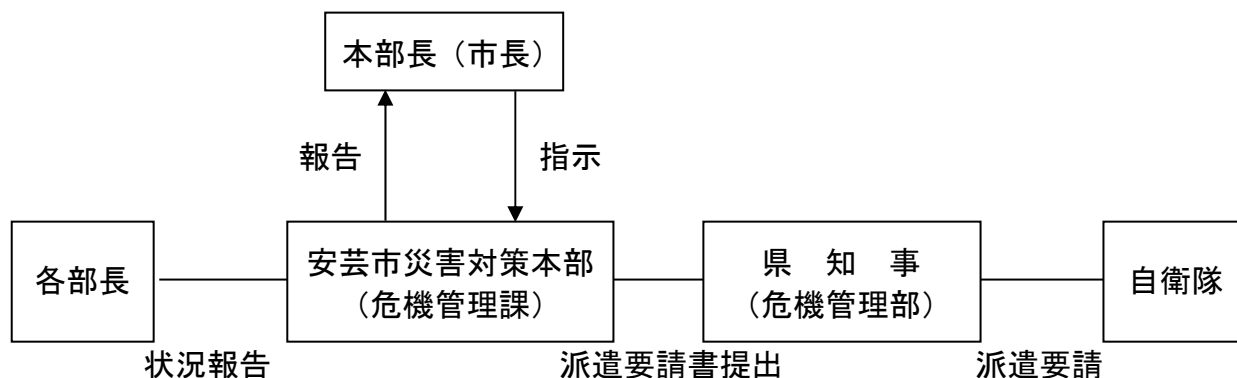 本部長（市長）
報告
指示
各部長
安芸市災害対策本部
（危機管理課）
県　知　事
（危機管理部）
自衛隊
状況報告
派遣要請書提出
派遣要請